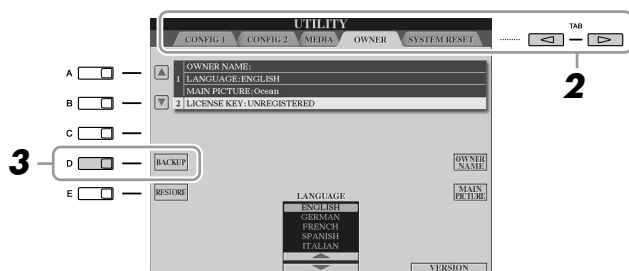 UTILITY
CONFIG 1 CONFIG 2 MEDIA OWNER SYSTEM RESET
TAB
2
A
B
C
D
E
3
OWNER NAME:
1 LANGUAGE:ENGLISH
MAIN PICTURE:Ocean
2 LICENSE KEY:UNREGISTERED
BACKUP
RESTORE
OWNER
NAME
MAIN
PICTURE
LANGUAGE
ENGLISH
GERMAN
FRENCH
SPANISH
ITALIAN
VERSION